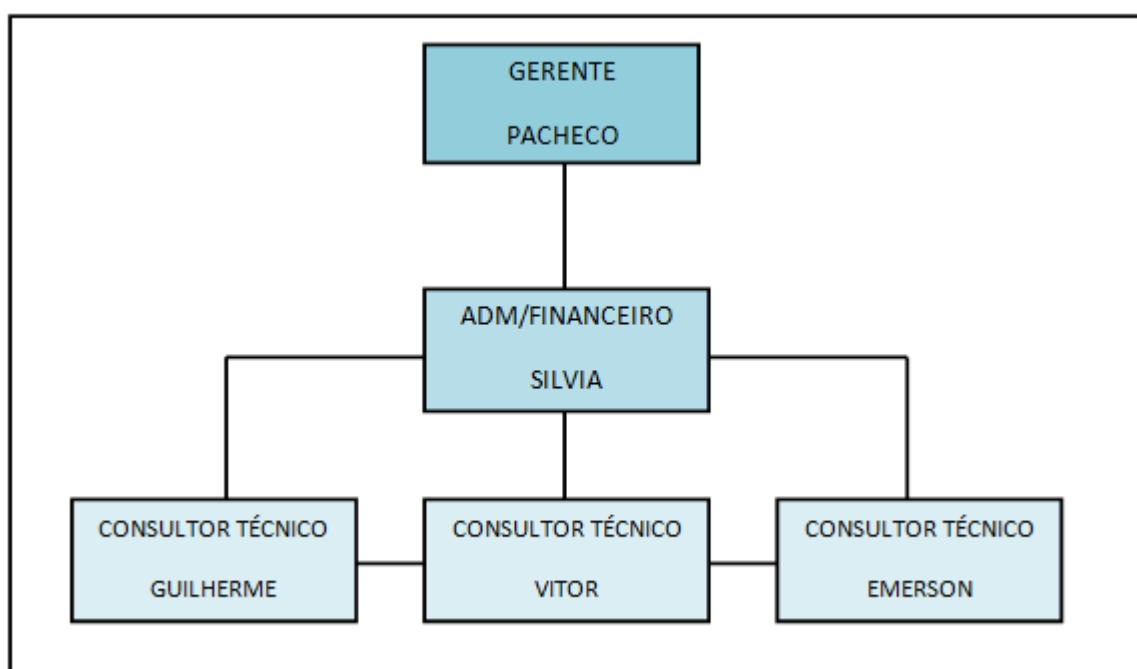 GERENTE
PACHECO
ADM/FINANCEIRO
SILVIA
CONSULTOR TÉCNICO
GUILHERME
CONSULTOR TÉCNICO
VITOR
CONSULTOR TÉCNICO
EMERSON